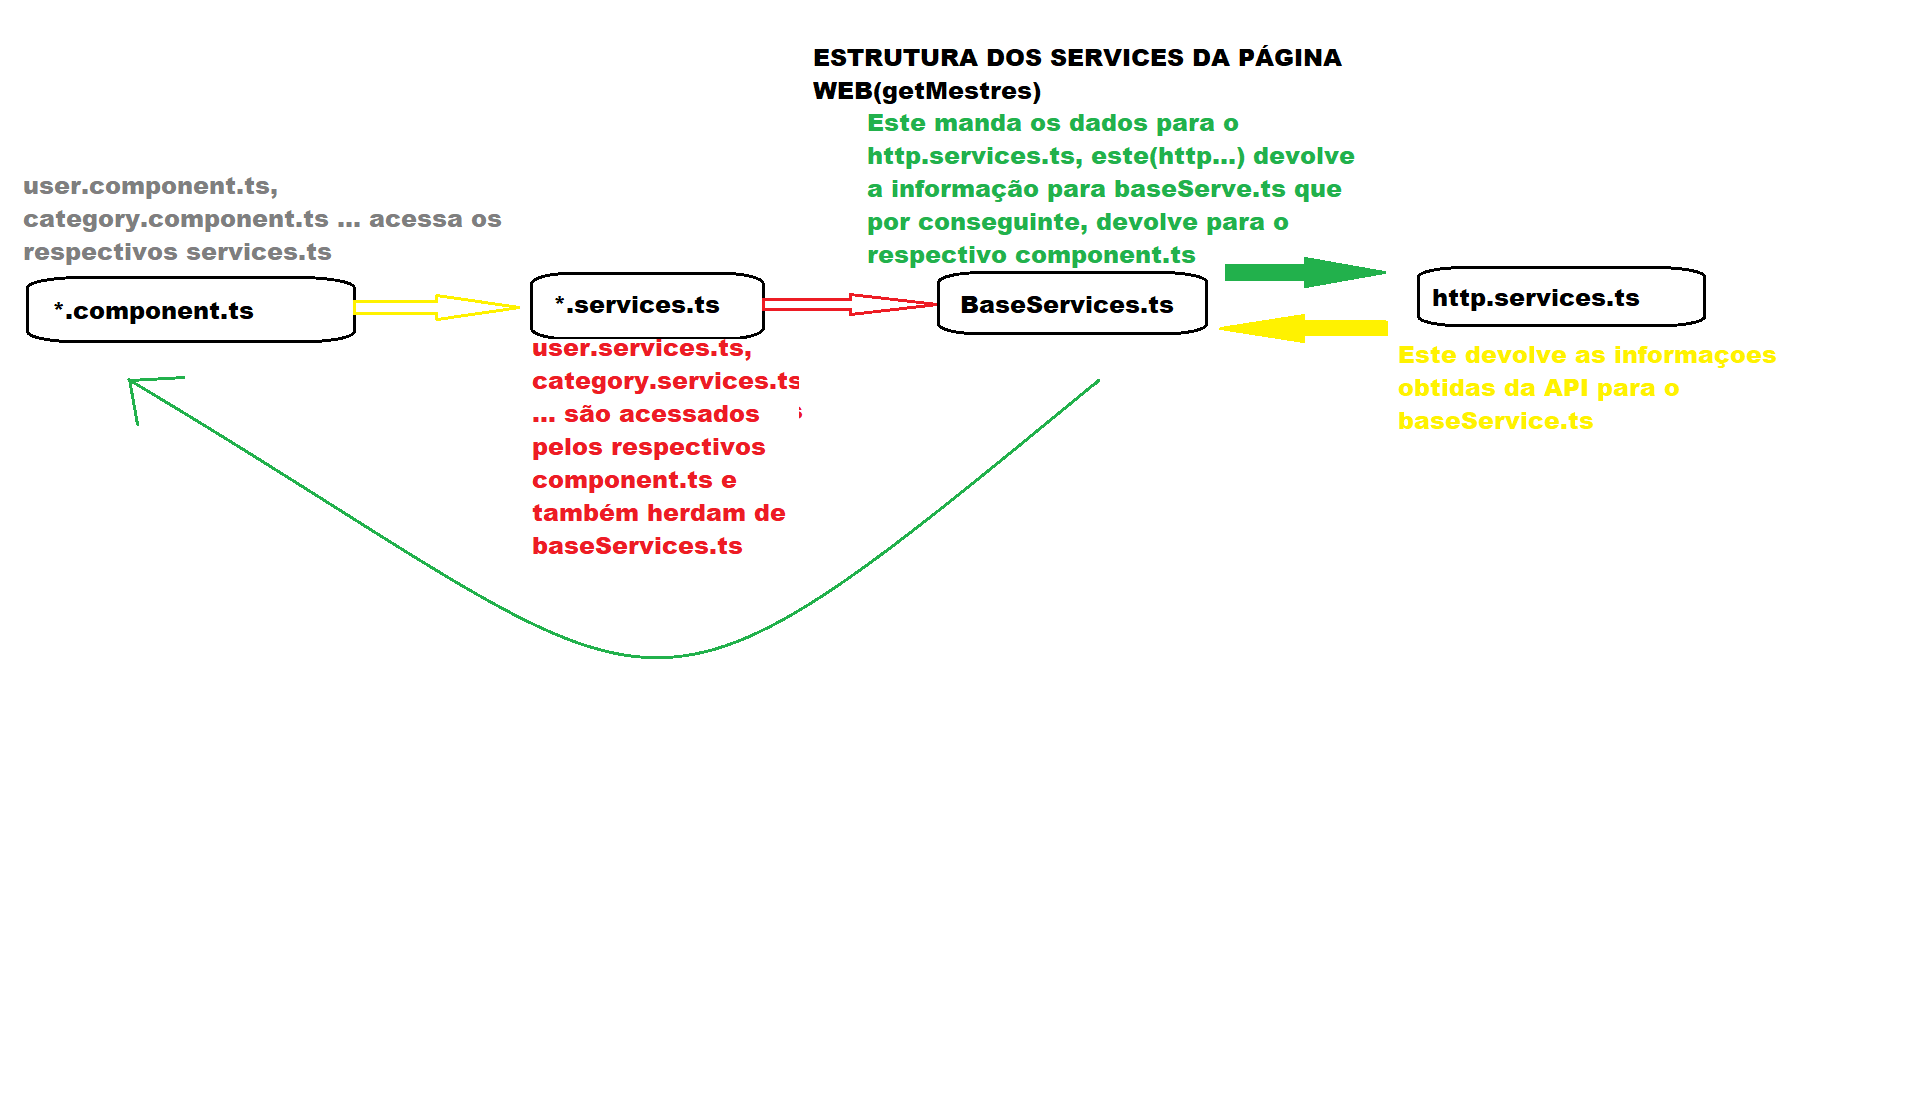 ESTRUTURA DOS SERVICES DA PÁGINA
WEB(getMestres)
Este manda os dados para o
http.services.ts, este(http...) devolve
a informação para baseServe.ts que
por conseguinte, devolve para o
respectivo component.ts
user.component.ts,
category.component.ts ... acessa os
respectivos services.ts
*.component.ts
*.services.ts
BaseServices.ts
http.services.ts
user.services.ts,
category.services.ts
... são acessados
pelos respectivos
component.ts e
também herdam de
baseServices.ts
Este devolve as informaçoes
obtidas da API para o
baseService.ts